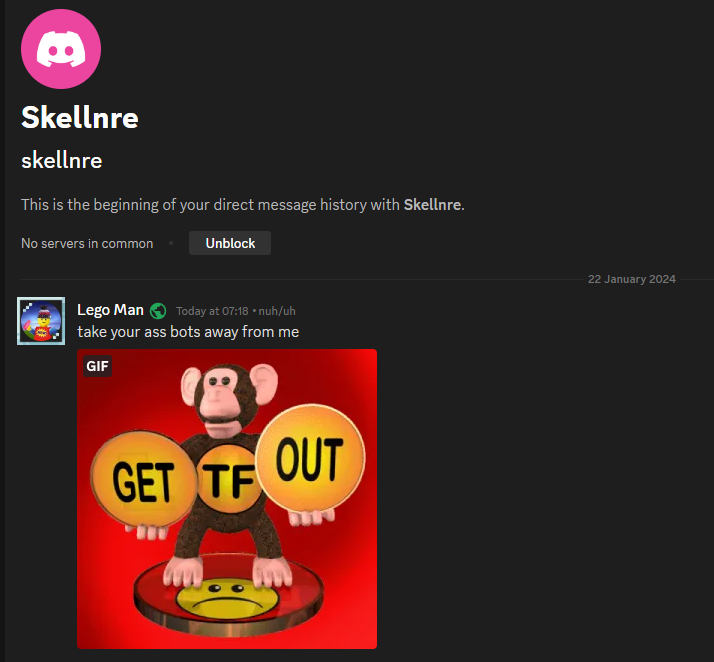 Skellnre
skellnre
This is the beginning of your direct message history with Skellnre.
No servers in common • Unblock
22 January 2024
Lego Man Today at 07:18 • nuh/uh
take your ass bots away from me
GIF
GET TF OUT